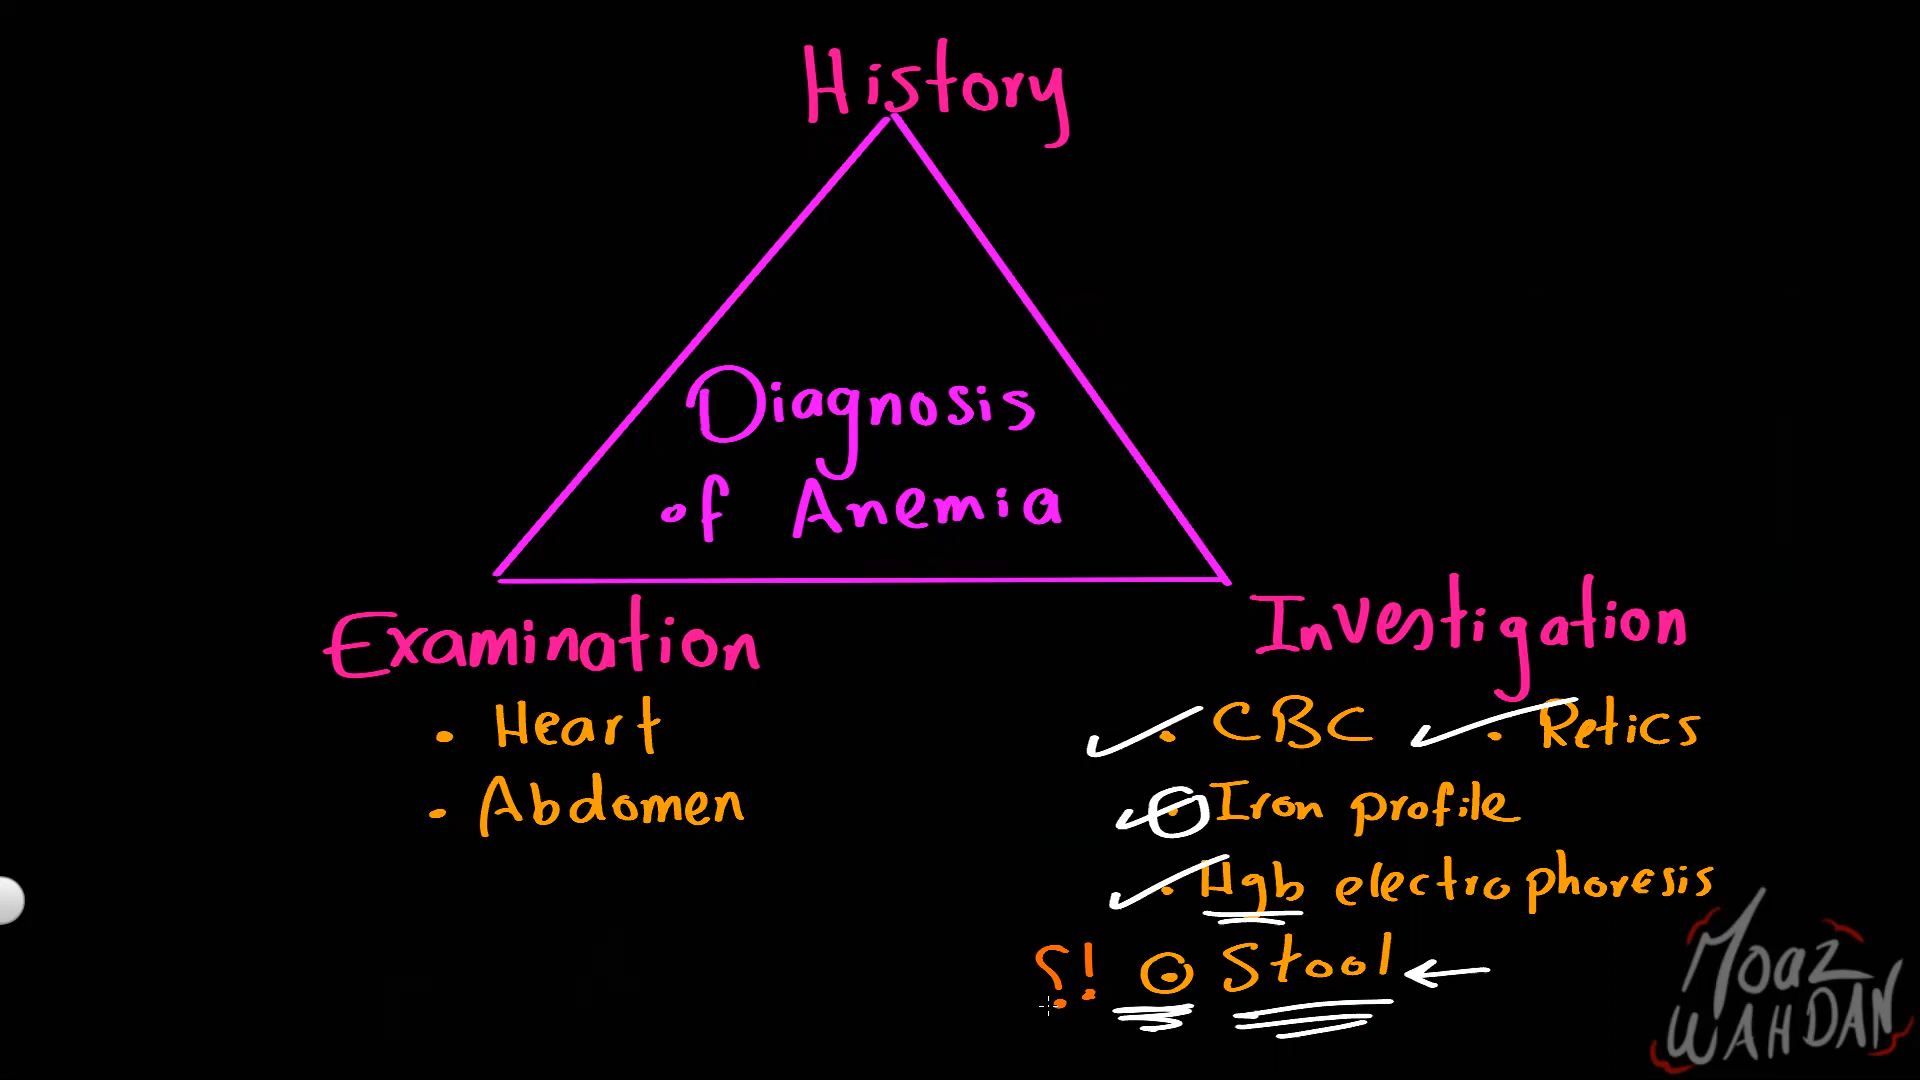 History
Diagnosis
of Anemia
Examination
• Heart
• Abdomen
Investigation
• CBC • Retics
• Iron profile
• Hgb electrophoresis
؟! • Stool
MOAZ
WAHDAN